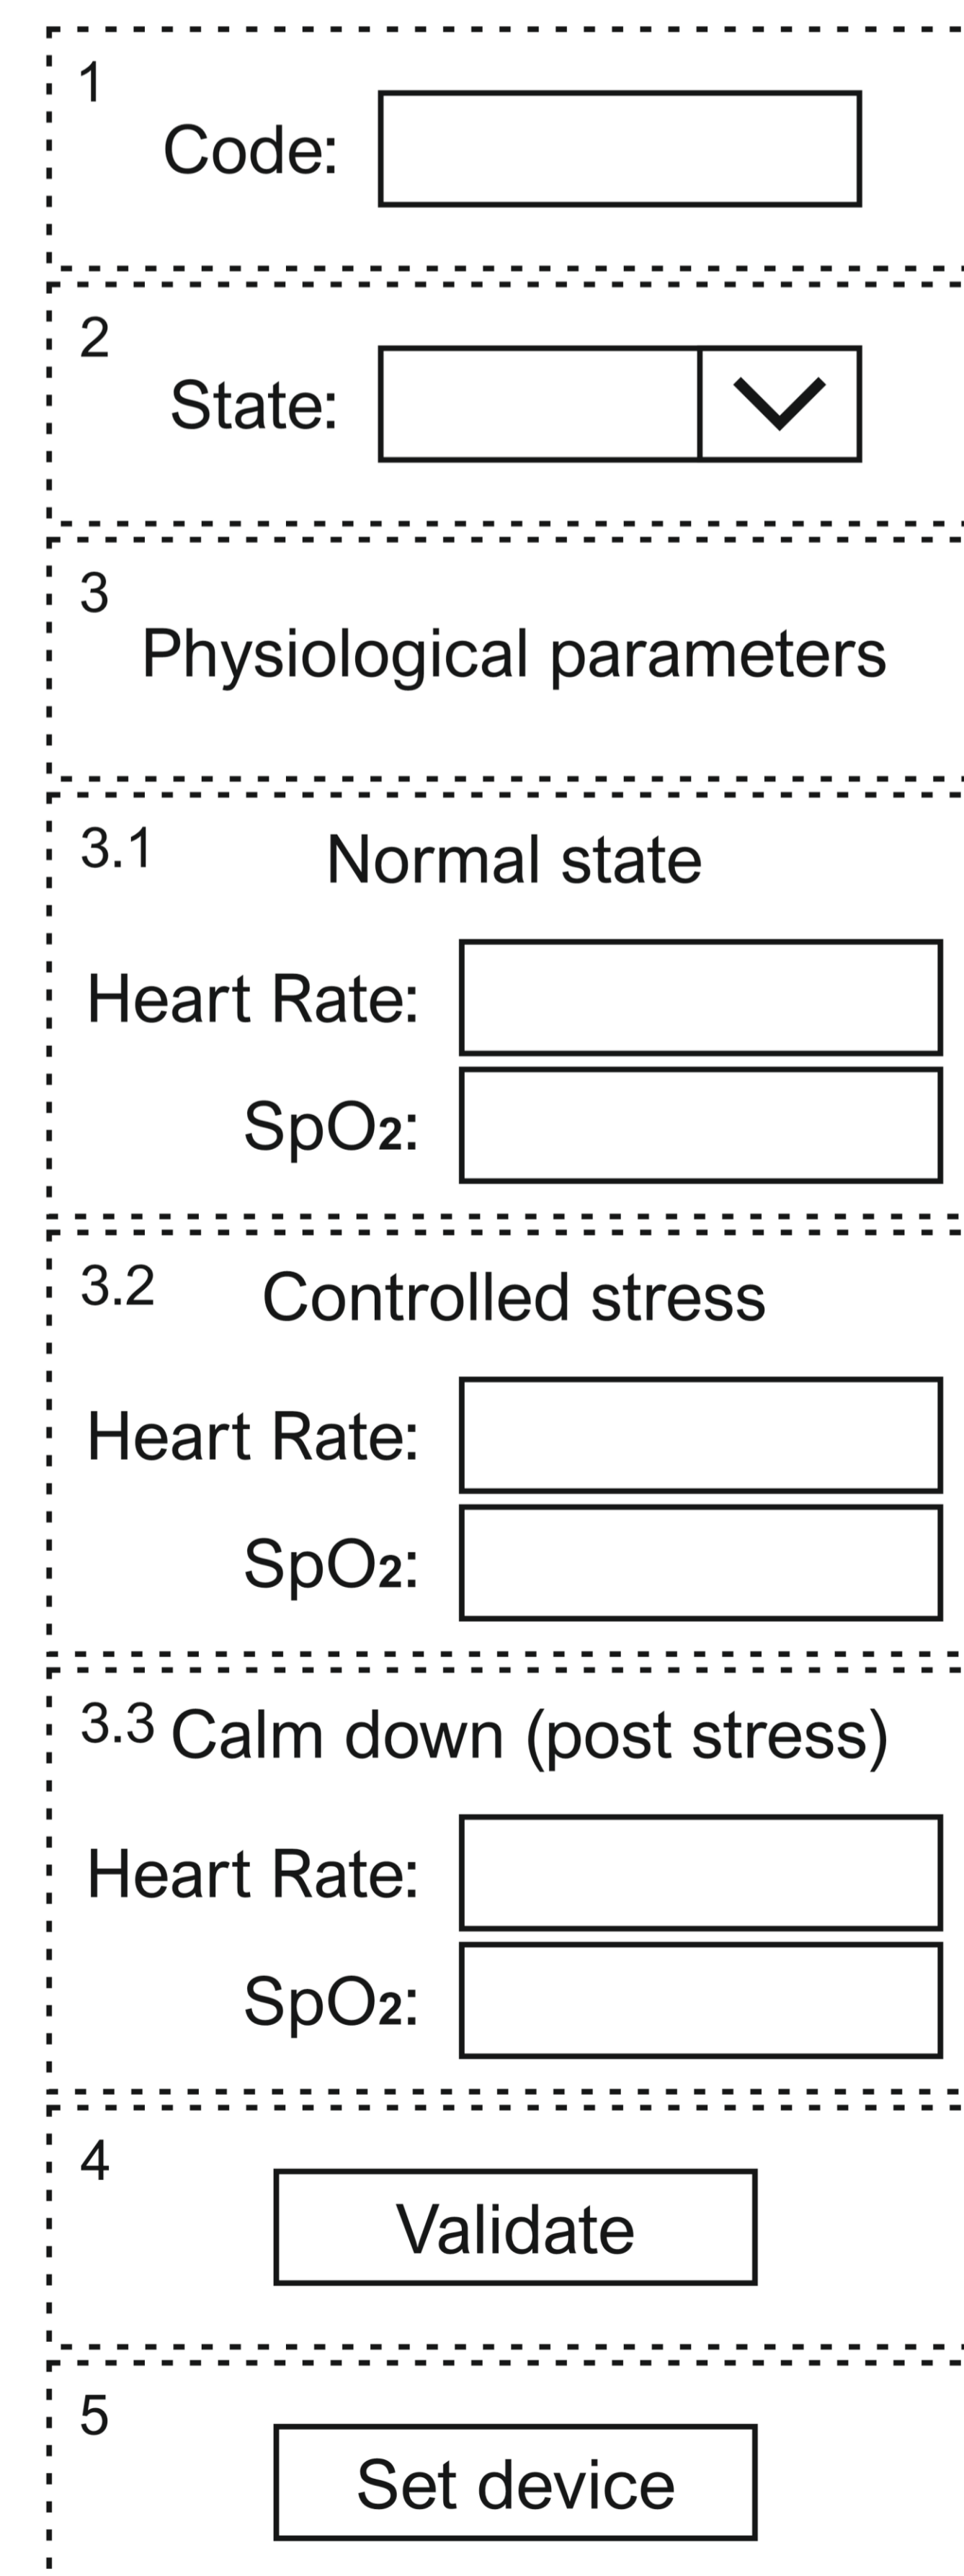 1
Code:
2
State:
3
Physiological parameters
3.1 Normal state
Heart Rate:
SpO2:
3.2 Controlled stress
Heart Rate:
SpO2:
3.3 Calm down (post stress)
Heart Rate:
SpO2:
4
Validate
5
Set device